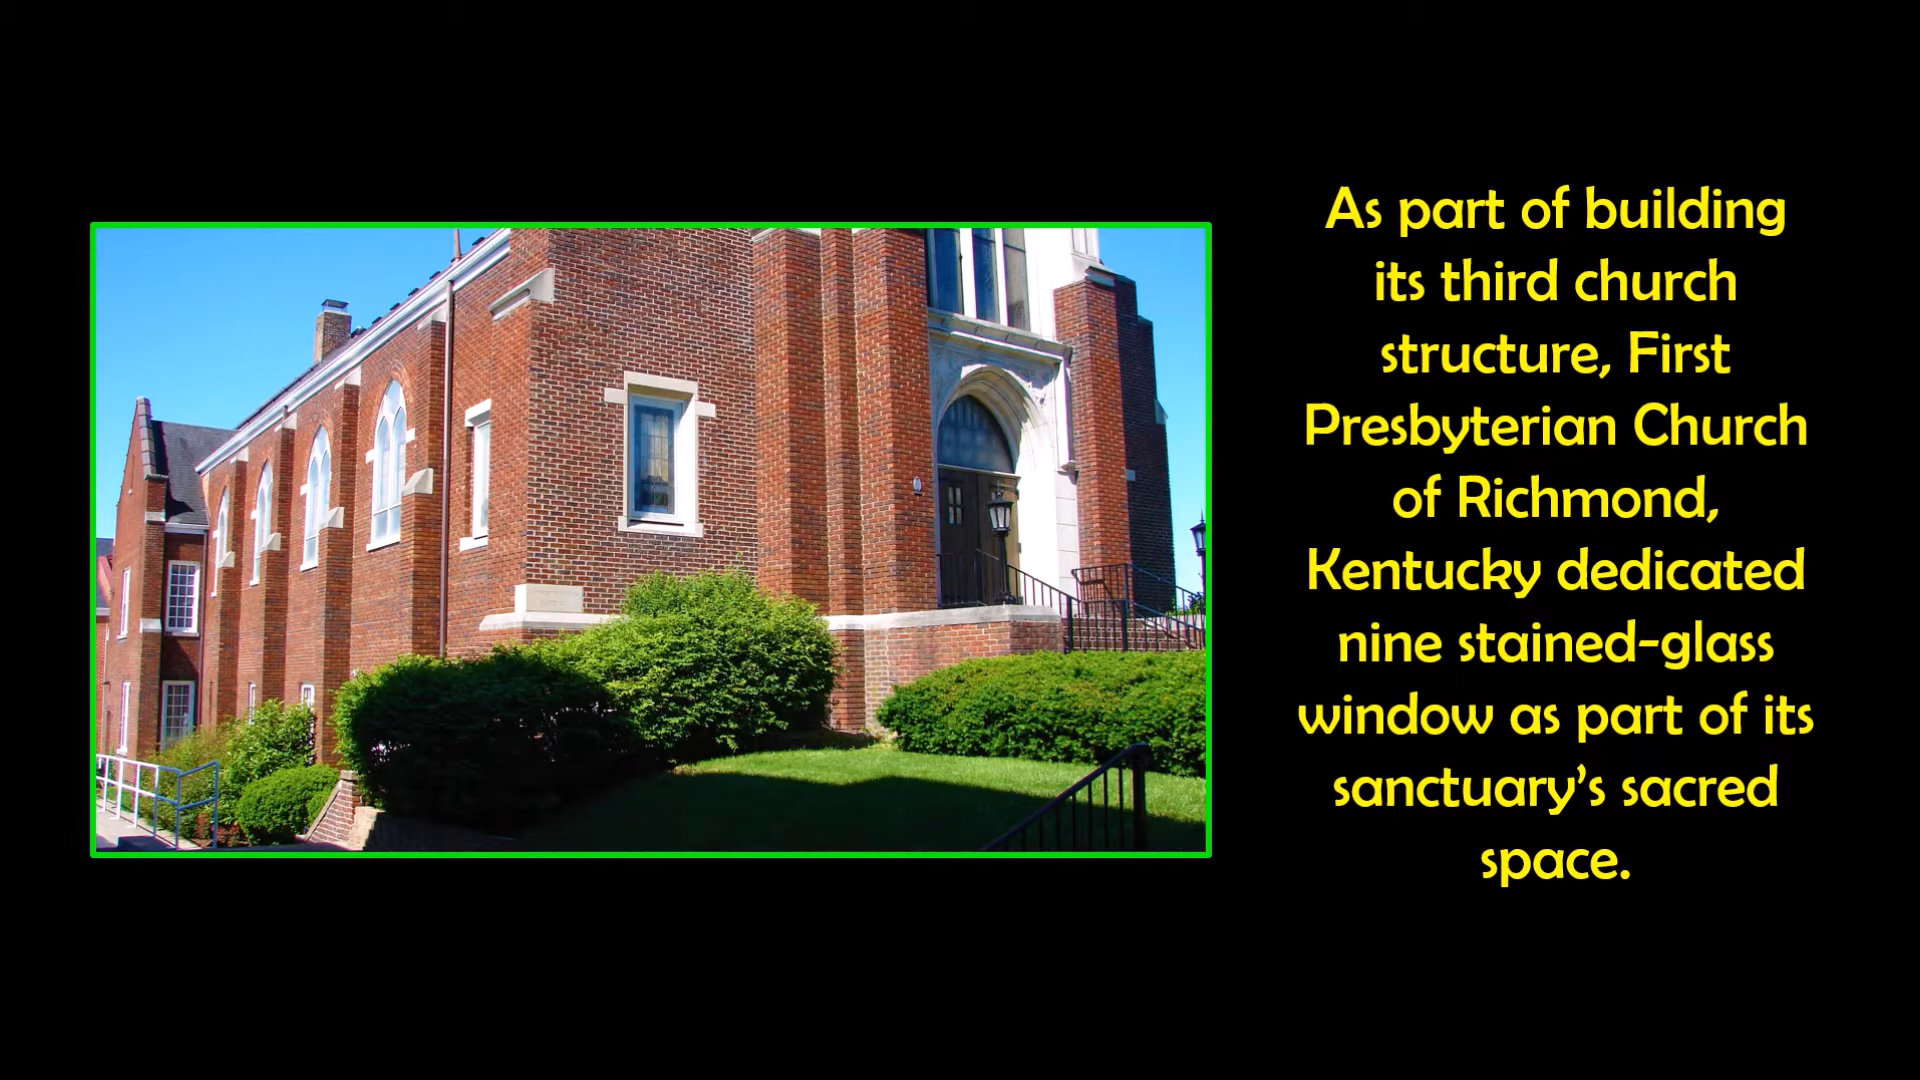 As part of building
its third church
structure, First
Presbyterian Church
of Richmond,
Kentucky dedicated
nine stained-glass
window as part of its
sanctuary's sacred
space.